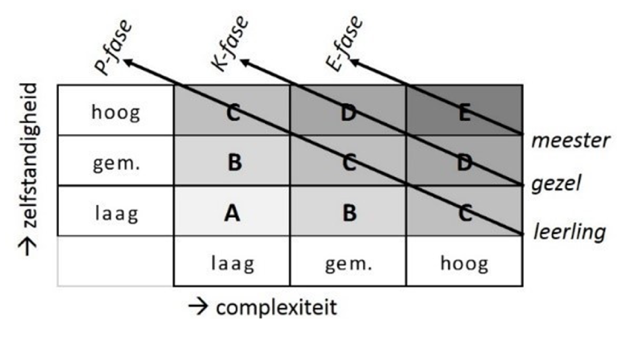 P-fase K-fase E-fase
hoog C D E
meester
gem. B C D
gezel
laag A B C
leerling
laag gem. hoog
→ zelfstandigheid
→ complexiteit